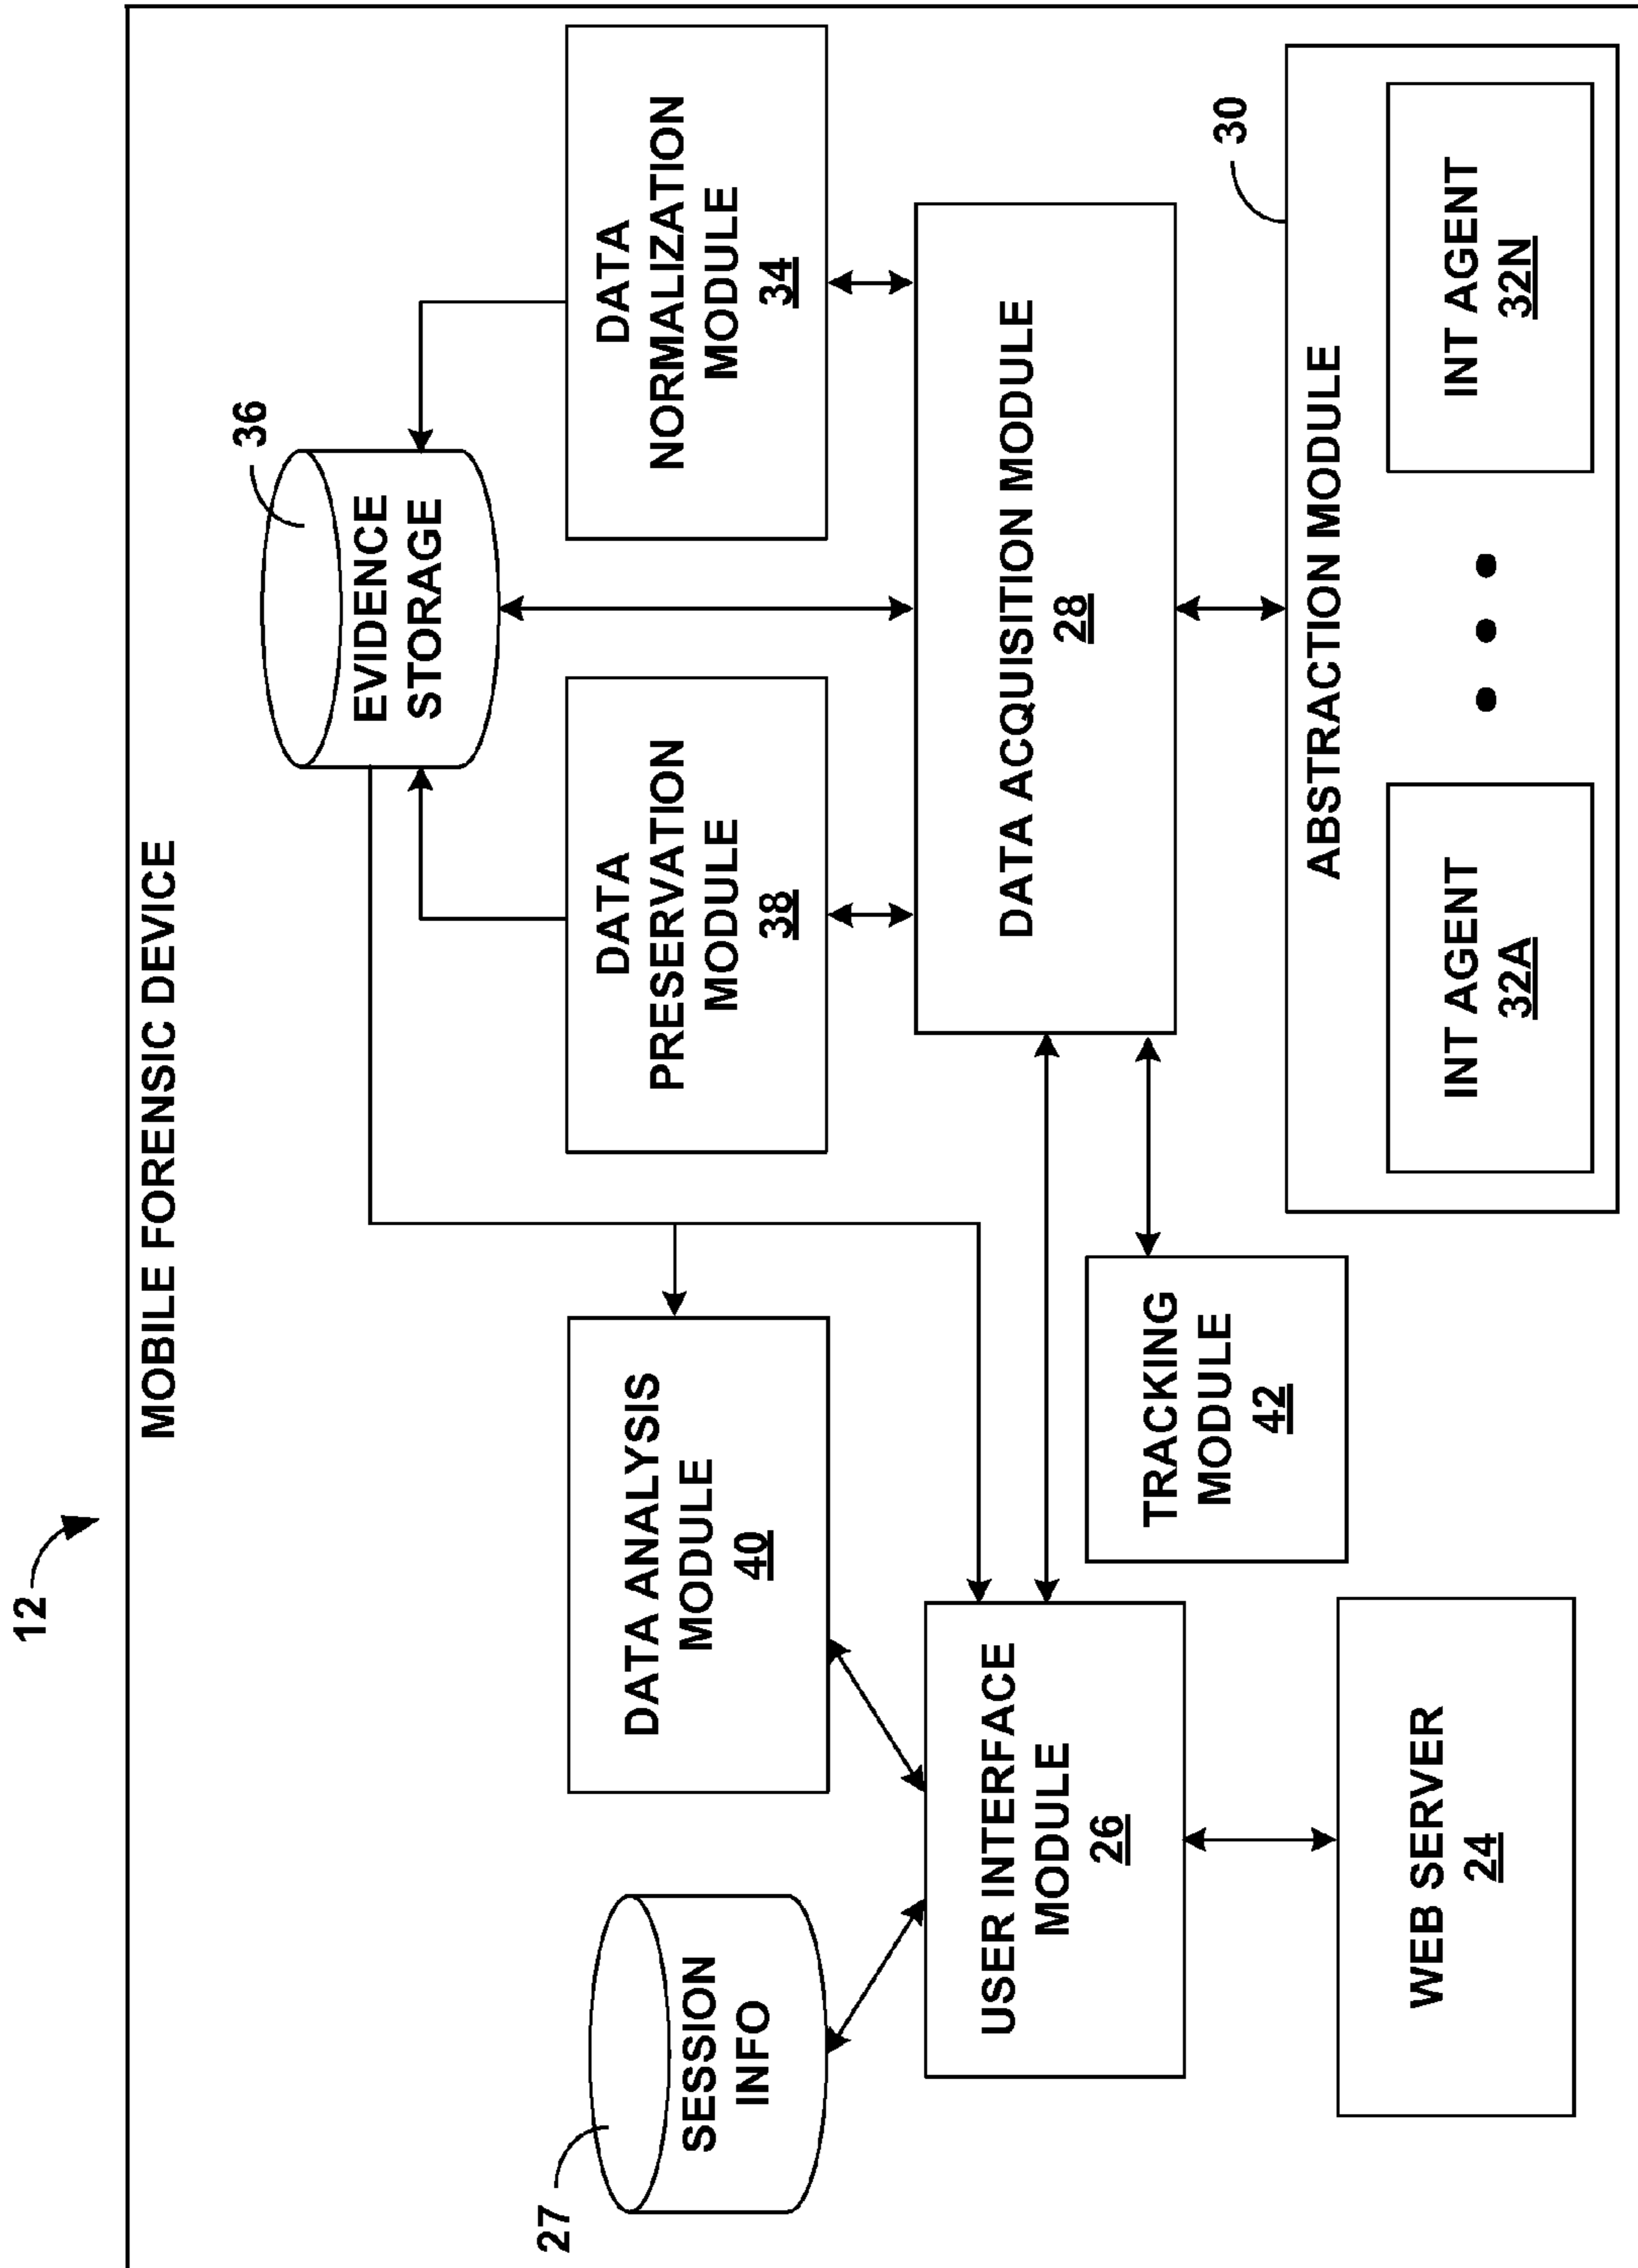 12
MOBILE FORENSIC DEVICE
36
EVIDENCE
STORAGE
27
SESSION
INFO
DATA ANALYSIS
MODULE
40
DATA
PRESERVATION
MODULE
38
DATA
NORMALIZATION
MODULE
34
USER INTERFACE
MODULE
26
TRACKING
MODULE
42
DATA ACQUISITION MODULE
28
WEB SERVER
24
30
ABSTRACTION MODULE
INT AGENT
32A
INT AGENT
32N